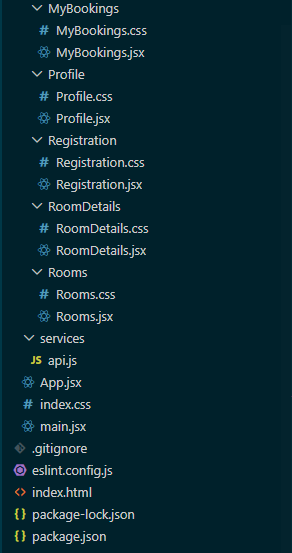 MyBookings
# MyBookings.css
MyBookings.jsx
Profile
# Profile.css
Profile.jsx
Registration
# Registration.css
Registration.jsx
RoomDetails
# RoomDetails.css
RoomDetails.jsx
Rooms
# Rooms.css
Rooms.jsx
services
JS api.js
App.jsx
# index.css
main.jsx
.gitignore
eslint.config.js
<> index.html
{} package-lock.json
{} package.json